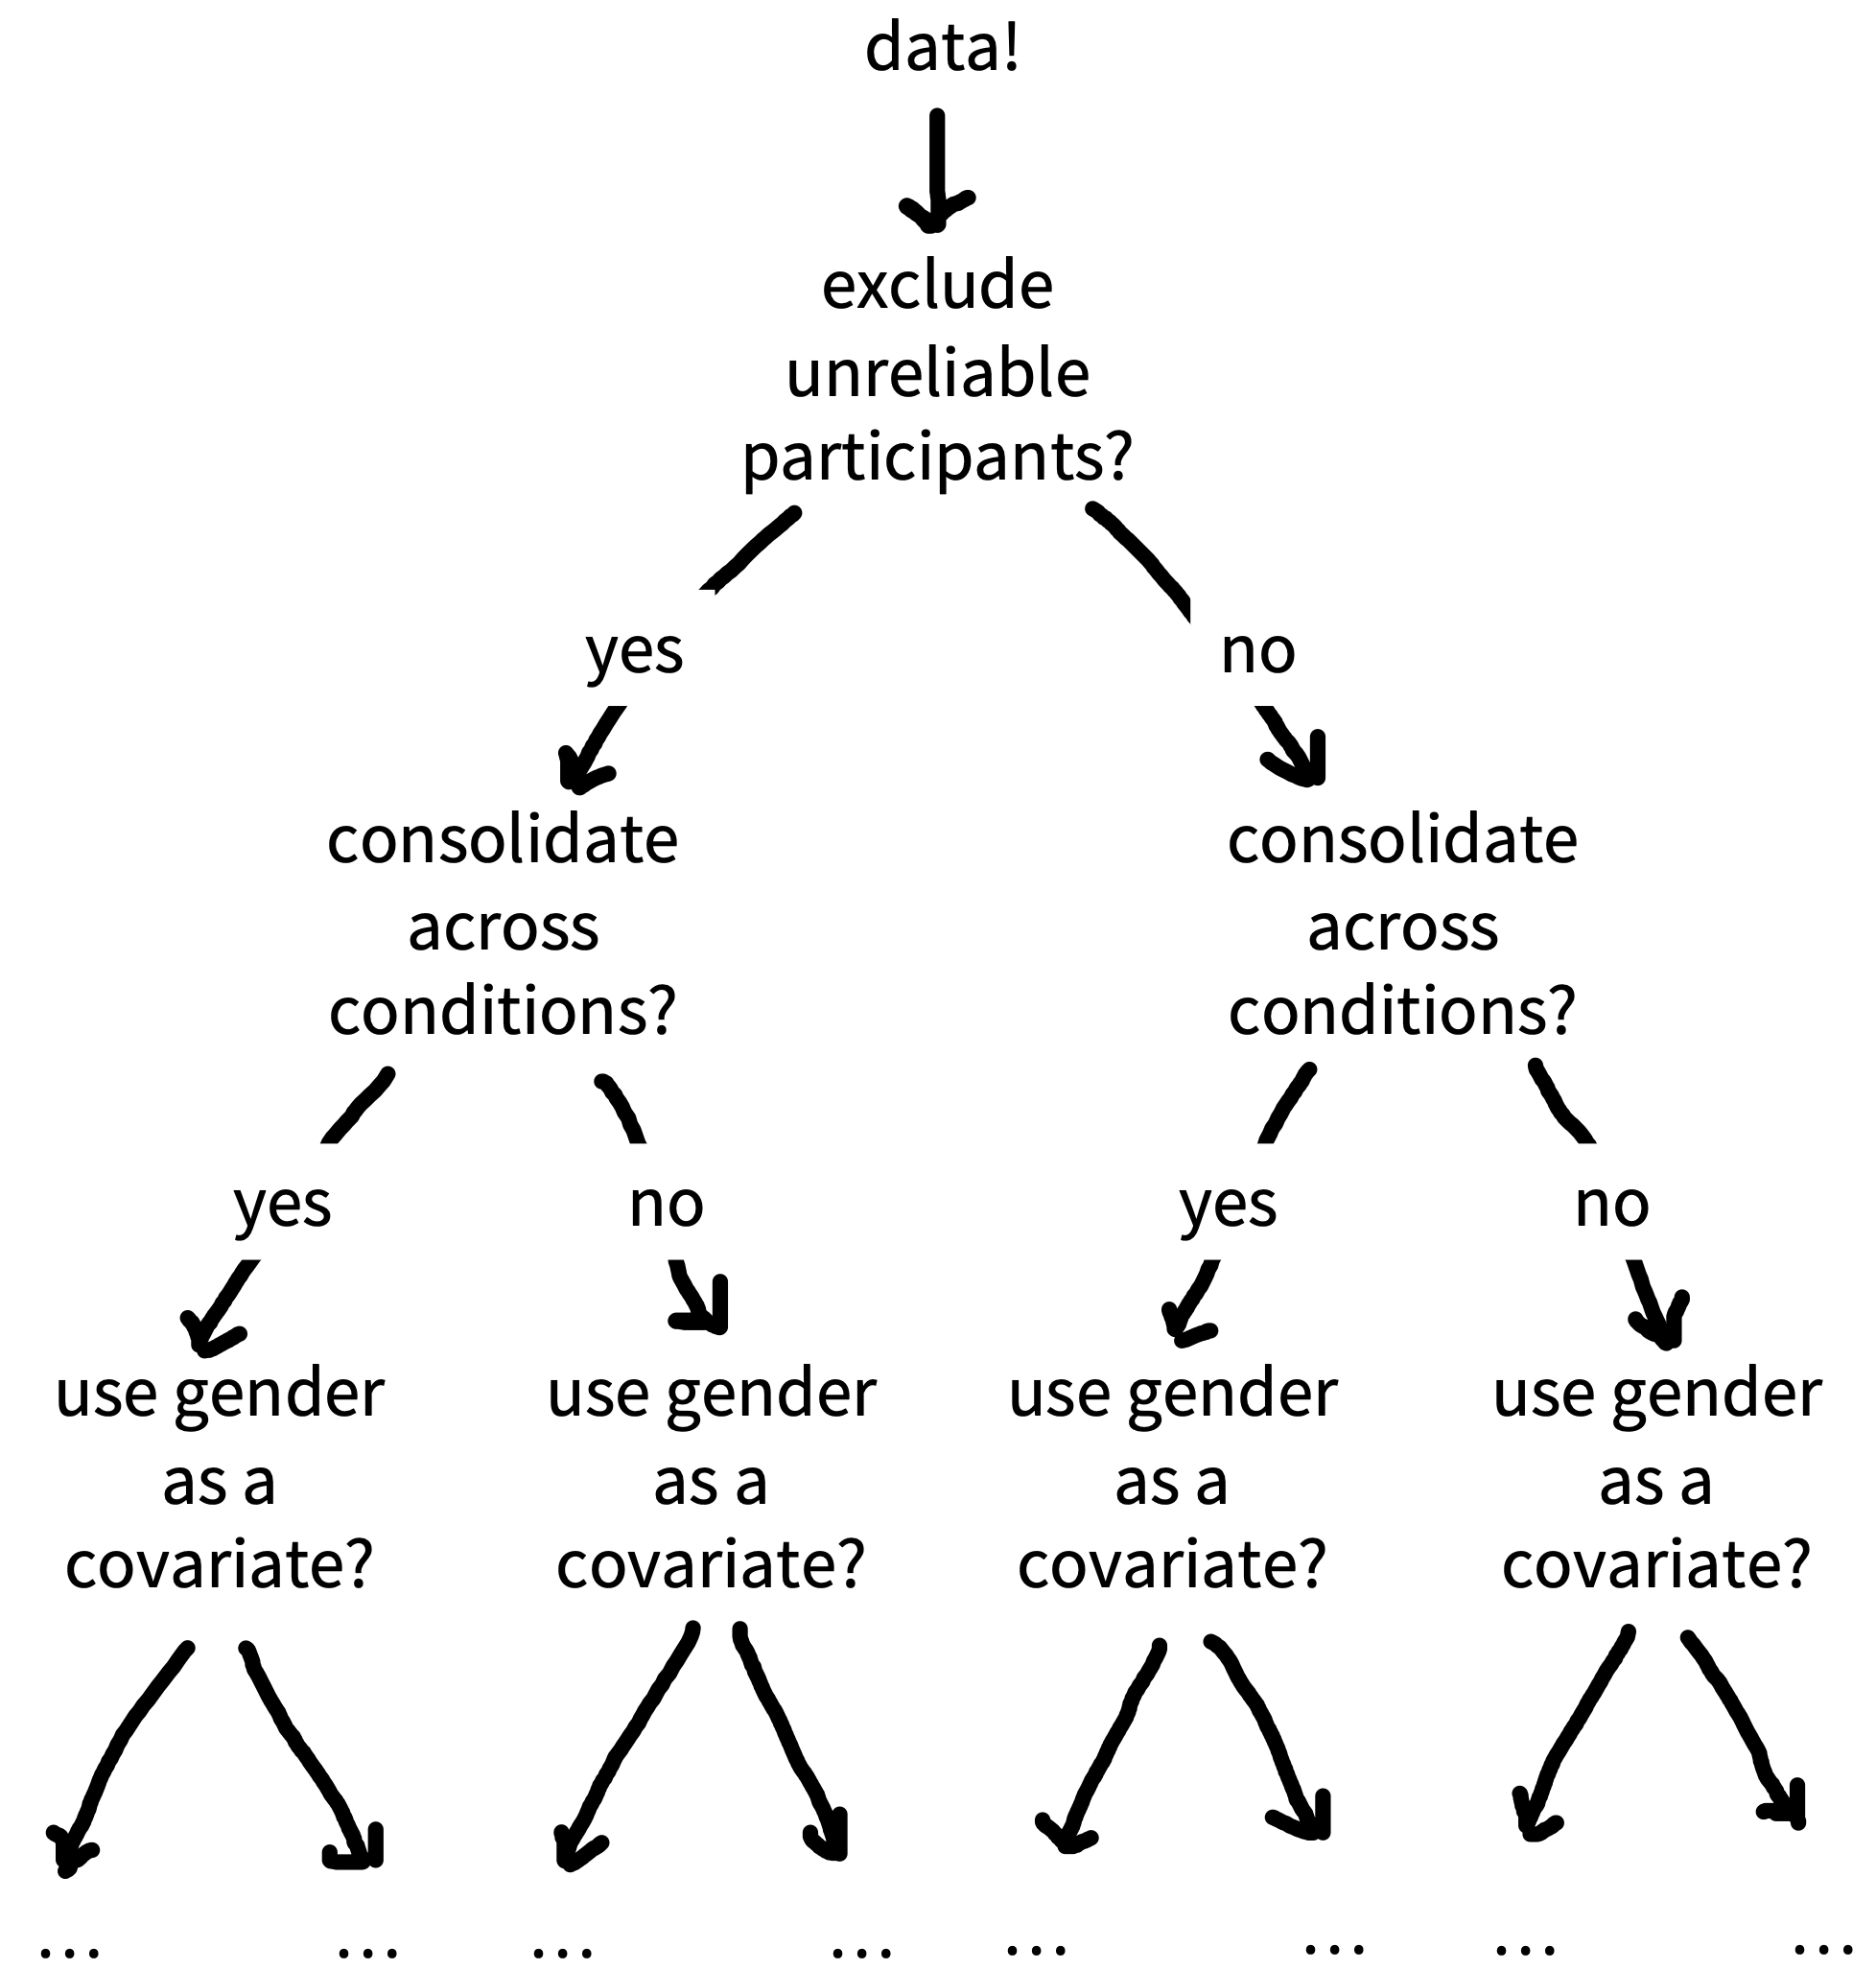 data!
exclude
unreliable
participants?
yes
no
consolidate
across
conditions?
consolidate
across
conditions?
yes
no
yes
no
use gender
as a
covariate?
use gender
as a
covariate?
use gender
as a
covariate?
use gender
as a
covariate?
...
...
...
...
...
...
...
...